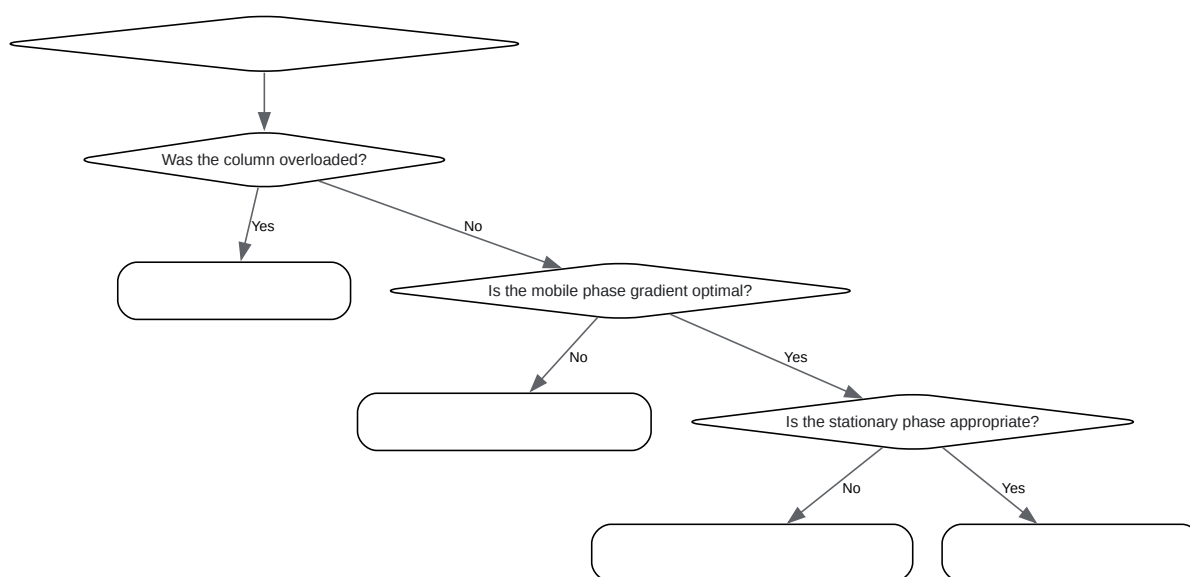 Was the column overloaded?
Yes
No
Is the mobile phase gradient optimal?
No
Yes
Is the stationary phase appropriate?
No
Yes